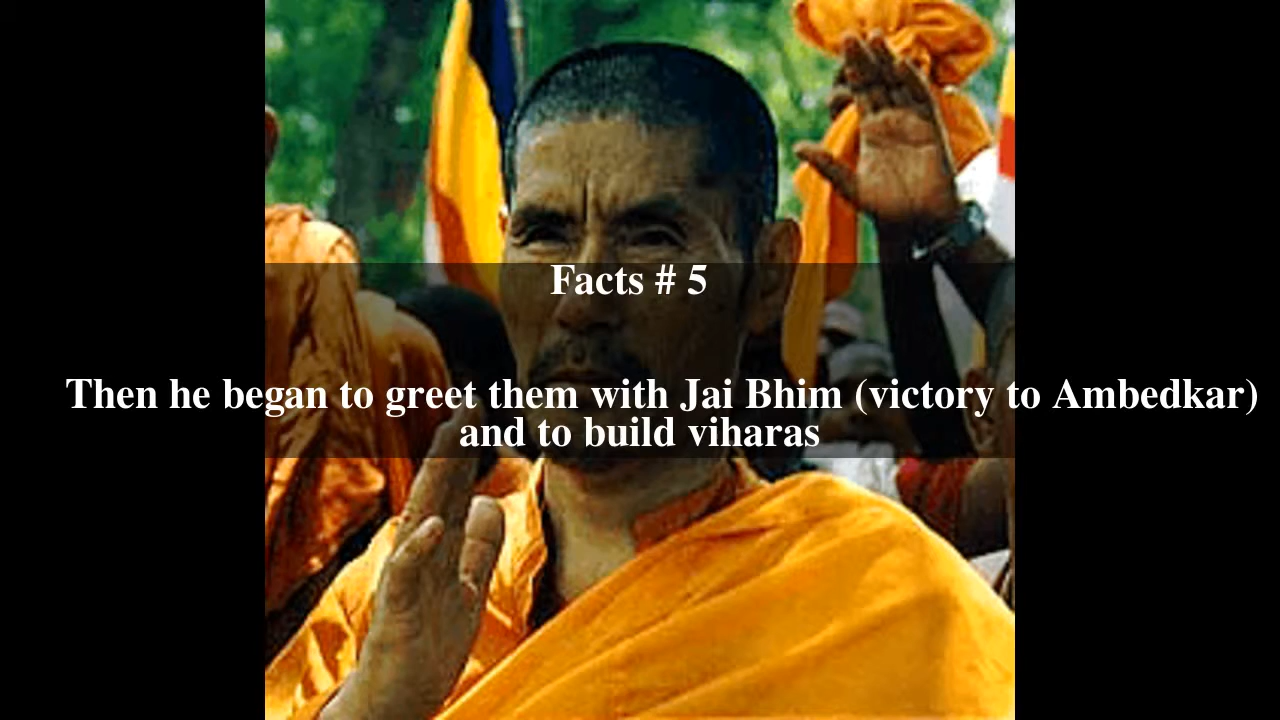 Facts # 5
Then he began to greet them with Jai Bhim (victory to Ambedkar)
and to build viharas